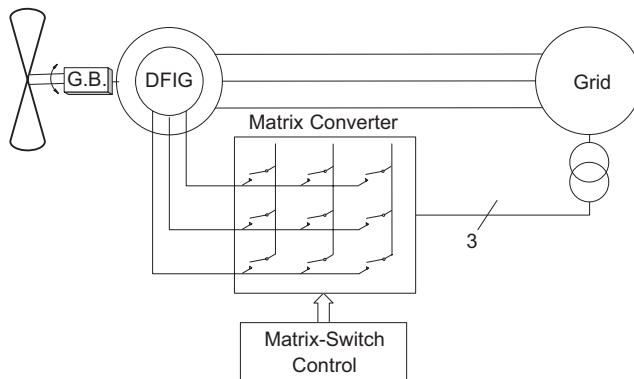 G.B.
DFIG
Grid
Matrix Converter
3
Matrix-Switch
Control